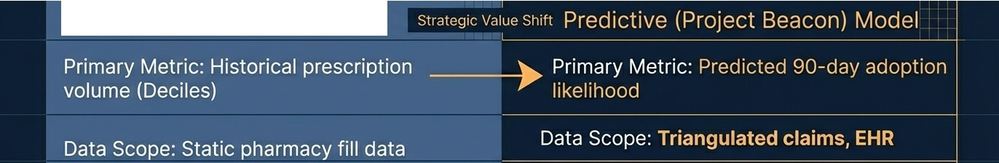 Strategic Value Shift
Predictive (Project Beacon) Model
Primary Metric: Historical prescription
volume (Deciles)
Primary Metric: Predicted 90-day adoption
likelihood
Data Scope: Static pharmacy fill data
Data Scope: Triangulated claims, EHR